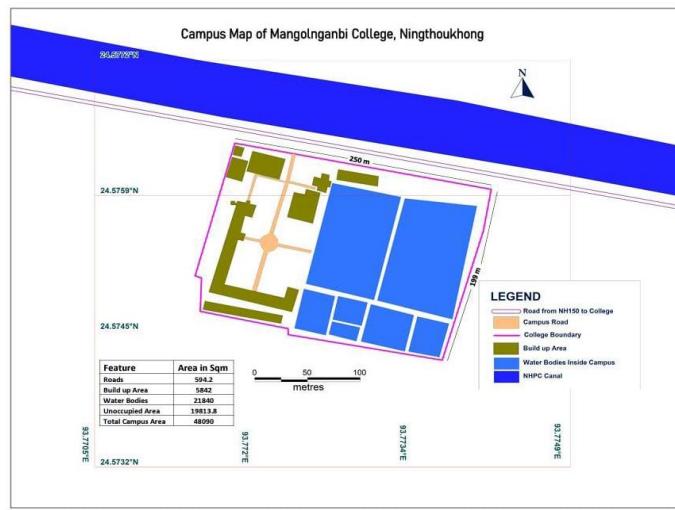 Campus Map of Mangolnganbi College, Ningthoukhong
24.5772°N
N
250 m
24.5759°N
199 m
LEGEND
Road from NH150 to College
Campus Road
College Boundary
Build up Area
Water Bodies Inside Campus
NHPC Canal
24.5745°N
Feature Area in Sqm
Roads 594.2
Build up Area 5842
Water Bodies 21840
Unoccupied Area 19813.8
Total Campus Area 48090
0 50 100
metres
93.7705°E
93.772°E
93.7734°E
93.7749°E
24.5732°N